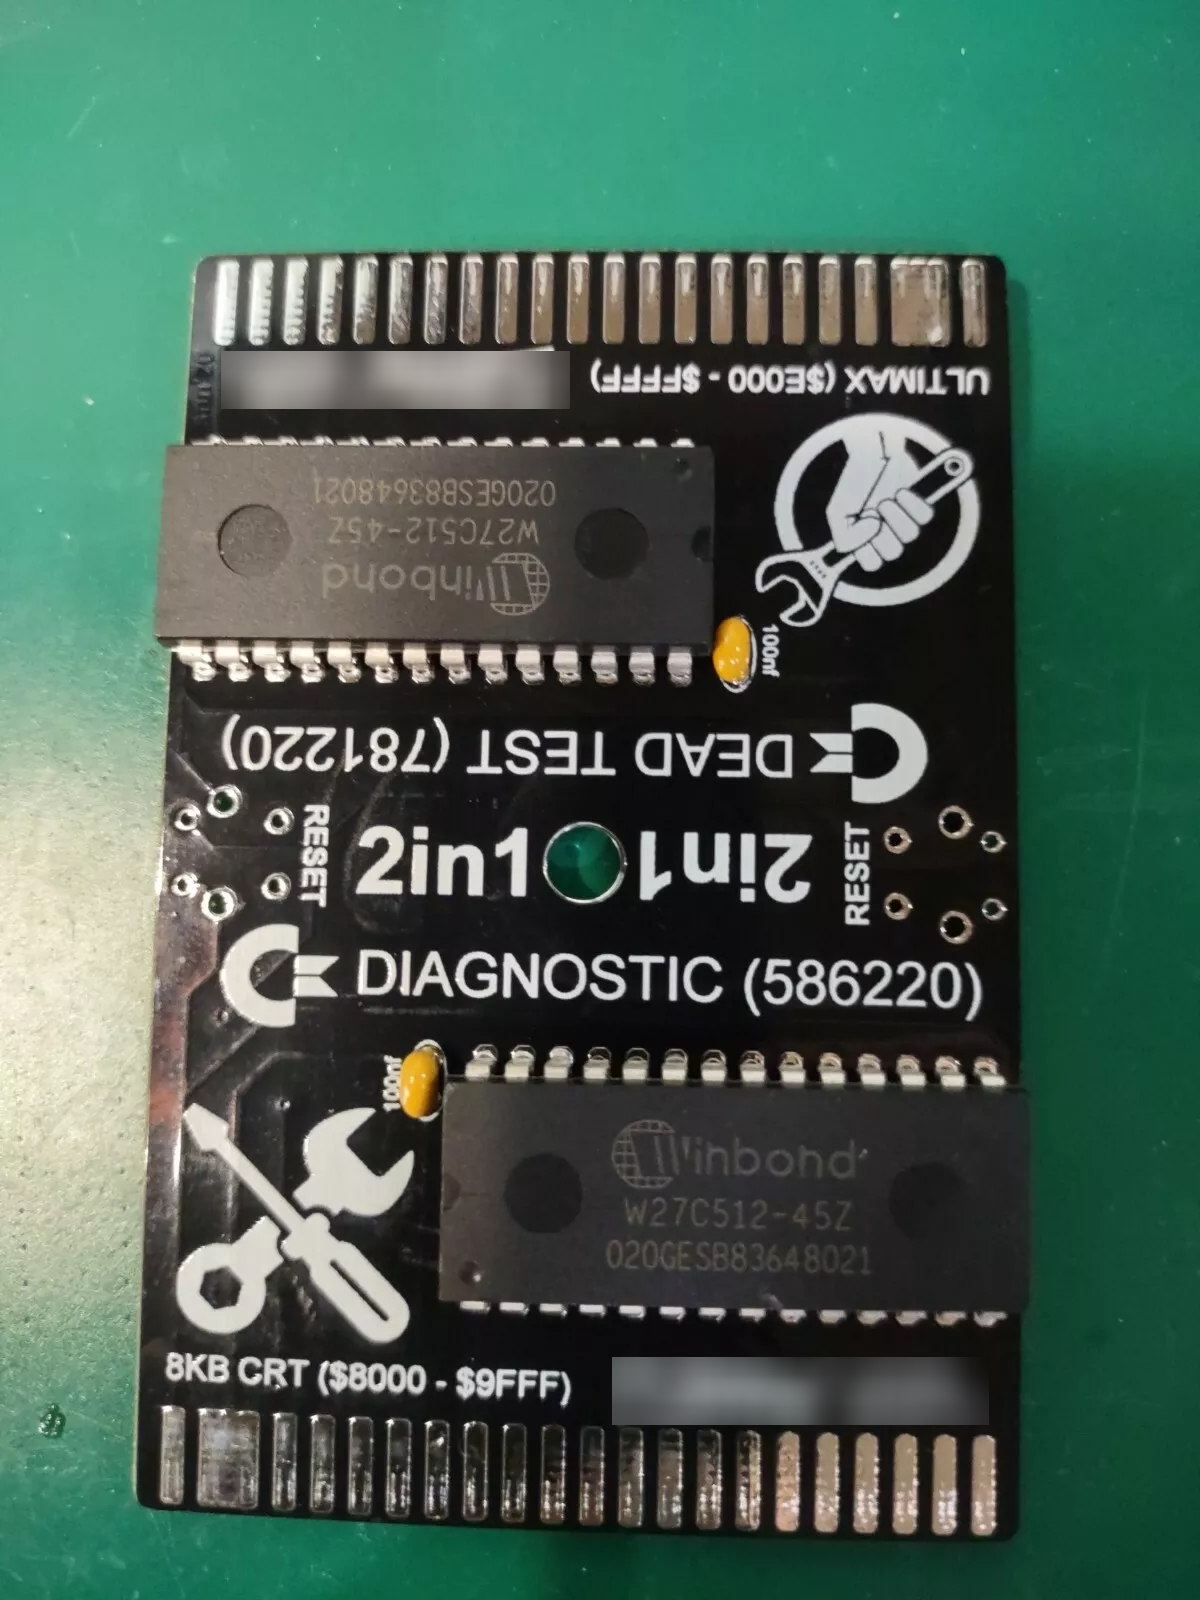 ULTIMAX ($E000 - $FFFF)
020GESB83648021
W27C512-45Z
Winbond
100nf
DEAD TEST (781220)
RESET
2in1
2in1
RESET
DIAGNOSTIC (586220)
100nf
Winbond
W27C512-45Z
020GESB83648021
8KB CRT ($8000 - $9FFF)